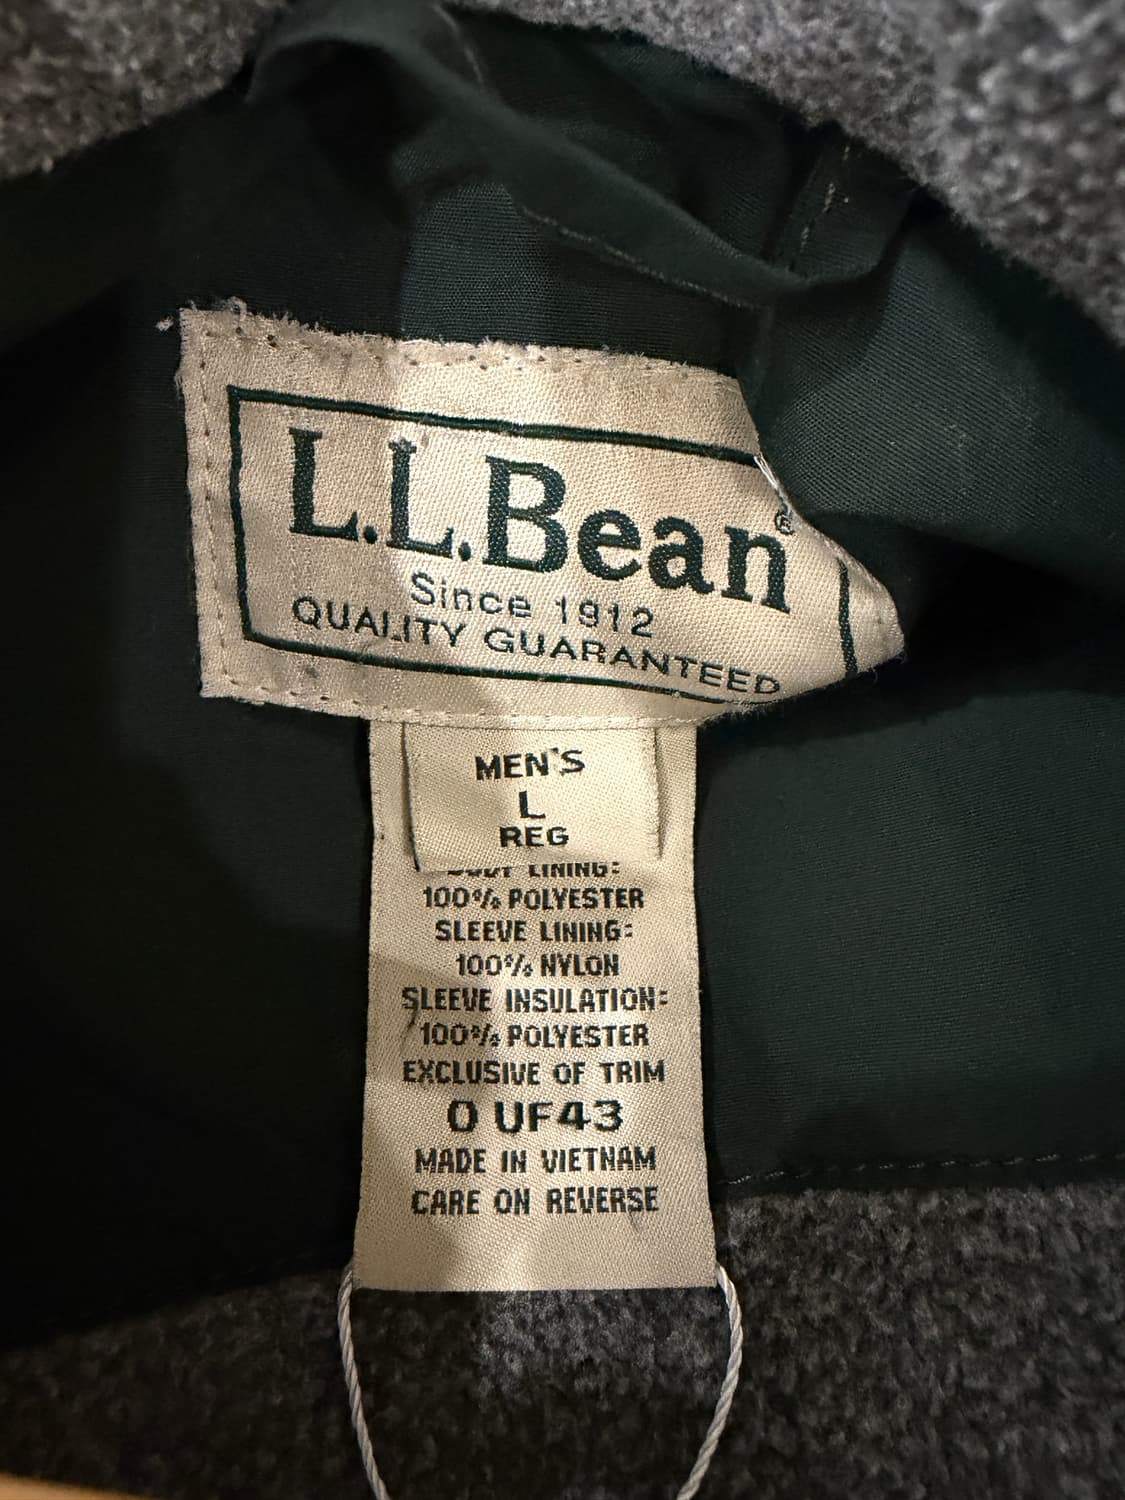 L.L.Bean®
Since 1912
QUALITY GUARANTEED
MEN'S
L
REG
LINING:
100% POLYESTER
SLEEVE LINING:
100% NYLON
SLEEVE INSULATION:
100% POLYESTER
EXCLUSIVE OF TRIM
0 UF43
MADE IN VIETNAM
CARE ON REVERSE